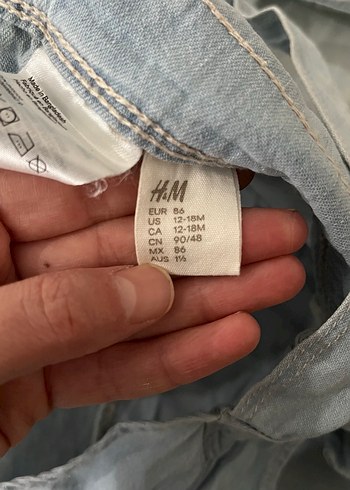 Made in Bangladesh
H&M
EUR 86
US 12-18M
CA 12-18M
CN 90/48
MX 86
AUS 1½